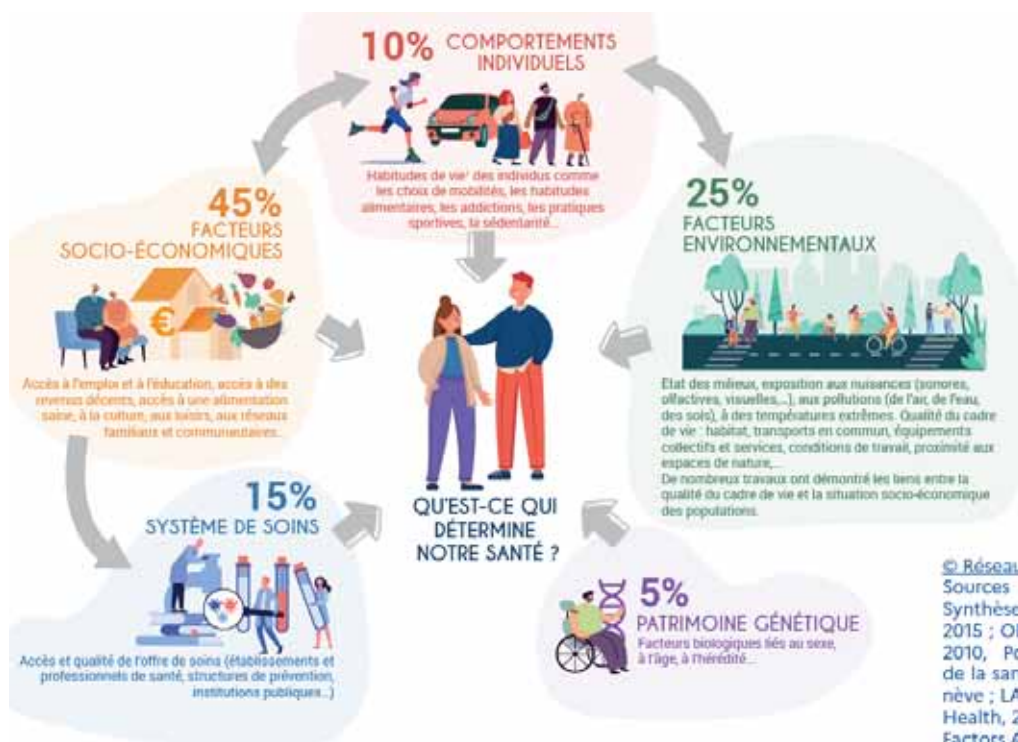 10% COMPORTEMENTS
INDIVIDUELS
Habitudes de vie' des individus comme
les choix de mobilités, les habitudes
alimentaires, les addictions, les pratiques
sportives, la sédentarité...
45%
FACTEURS
SOCIO-ÉCONOMIQUES
€
Accès à l'emploi et à l'éducation, accès à des
revenus décents, accès à une alimentation
saine, à la culture, aux loisirs, aux réseaux
familiaux et communautaires...
25%
FACTEURS
ENVIRONNEMENTAUX
Etat des milieux, exposition aux nuisances (sonores,
olfactives, visuelles,...), aux pollutions (de l'air, de l'eau,
des sols), à des températures extrêmes. Qualité du cadre
de vie : habitat, transports en commun, équipements
collectifs et services, conditions de travail, proximité aux
espaces de nature,...
De nombreux travaux ont démontré les liens entre la
qualité du cadre de vie et la situation socio-économique
des populations.
15%
SYSTÈME DE SOINS
Accès et qualité de l'offre de soins (établissements et
professionnels de santé, structures de prévention,
institutions publiques...)
QU'EST-CE QUI
DÉTERMINE
NOTRE SANTÉ ?
5%
PATRIMOINE GÉNÉTIQUE
Facteurs biologiques liés au sexe,
à l'âge, à l'hérédité...
© Réseau
Sources
Synthèse
2015 ;
2010,
de la
nève ;
Health,
Factors